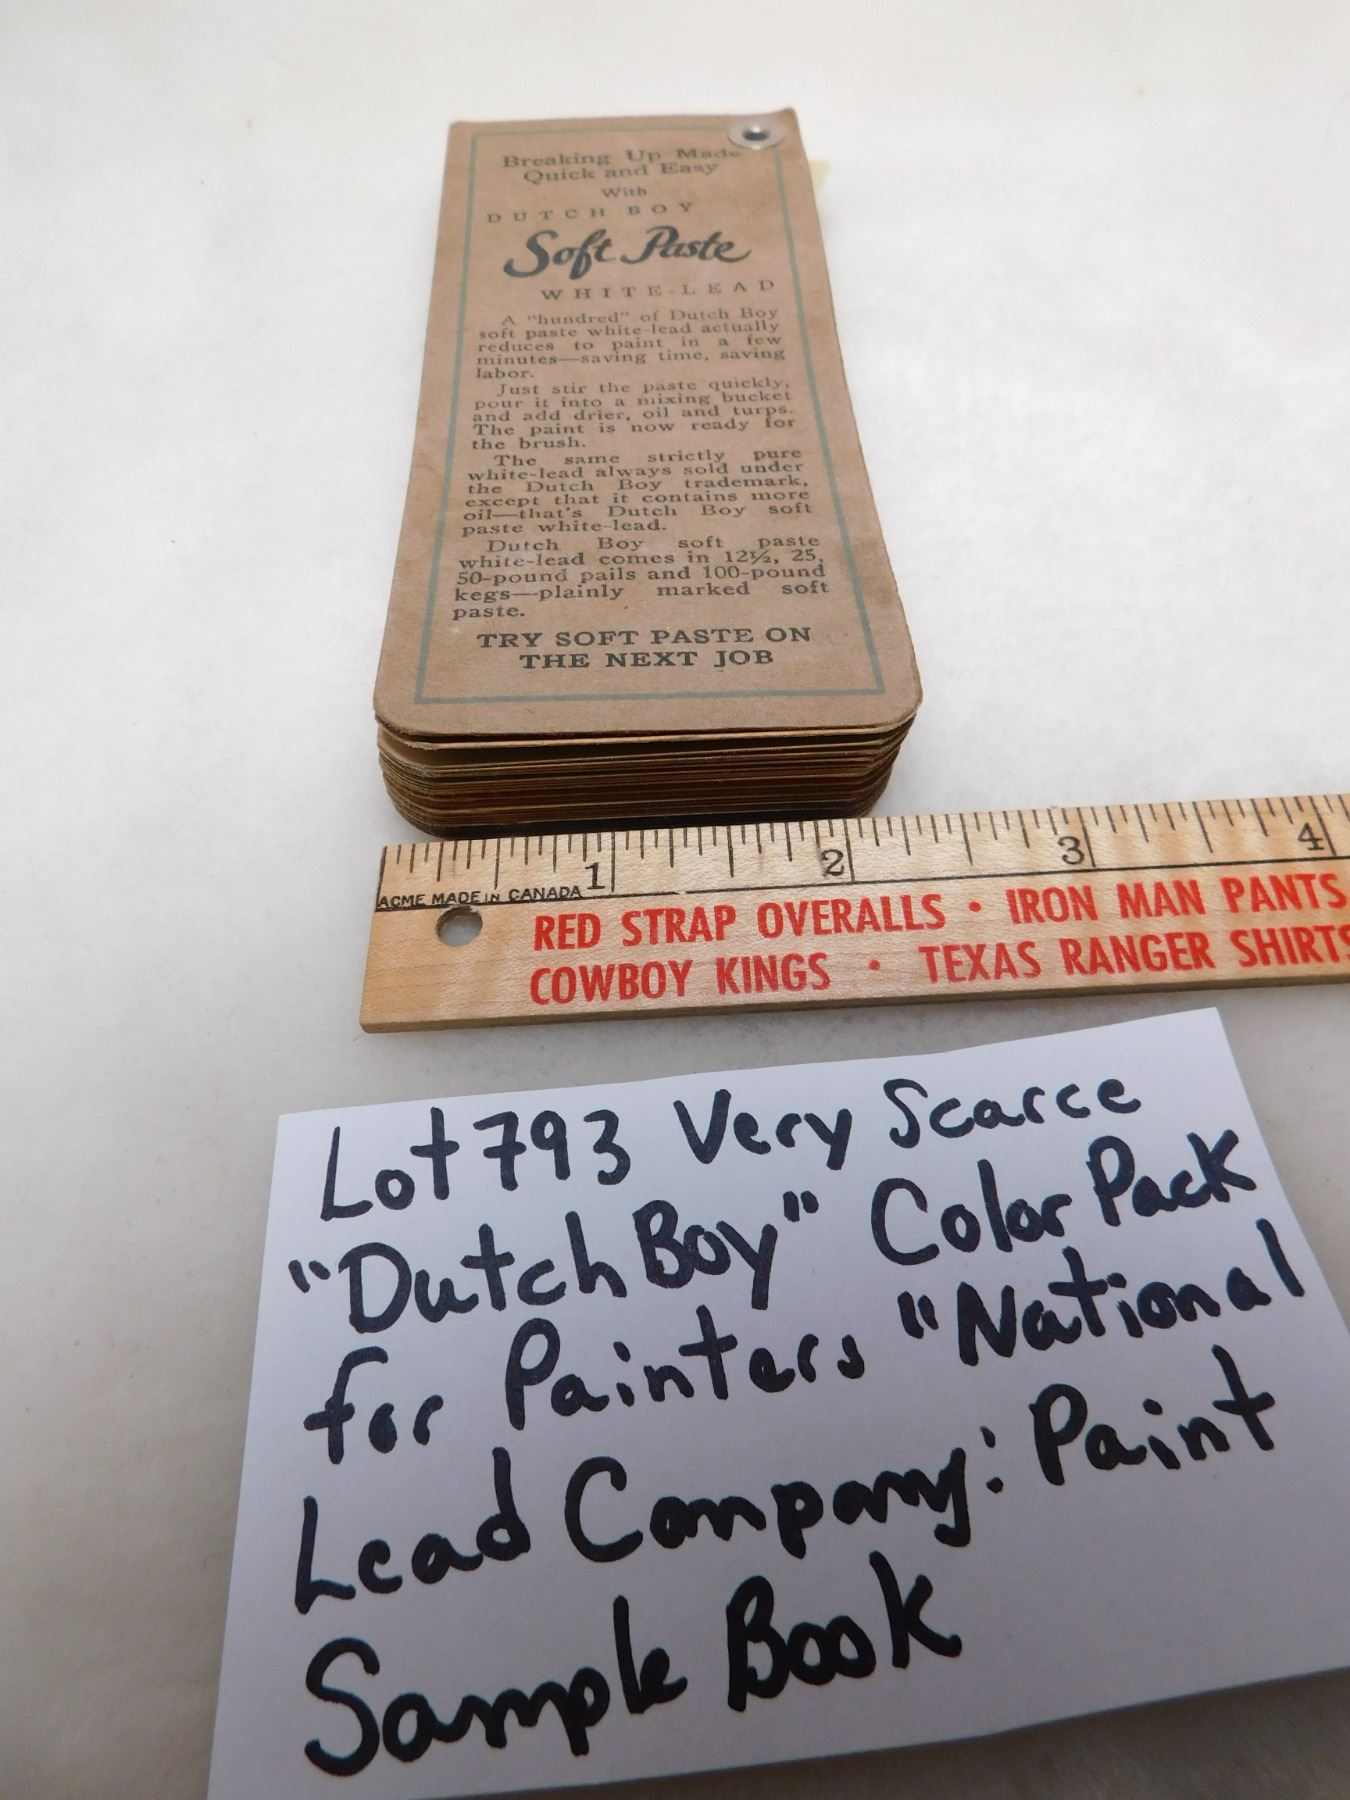 Breaking Up Made
Quick and Easy
With
DUTCH BOY
Soft Paste
WHITE-LEAD
A "hundred" of Dutch Boy
soft paste white-lead actually
reduces to paint in a few
minutes—saving time, saving
labor.
Just stir the paste quickly,
pour it into a mixing bucket
and add drier, oil and turps.
The paint is now ready for
the brush.
The same strictly pure
white-lead always sold under
the Dutch Boy trademark,
except that it contains more
oil—that's Dutch Boy soft
paste white-lead.
Dutch Boy soft paste
white-lead comes in 12½, 25,
50-pound pails and 100-pound
kegs—plainly marked soft
paste.
TRY SOFT PASTE ON
THE NEXT JOB
1 2 3 4
ACME MADE IN CANADA
RED STRAP OVERALLS • IRON MAN PANTS
COWBOY KINGS • TEXAS RANGER SHIRTS
Lot 793 Very Scarce
"Dutch Boy" Color Pack
for Painters "National
Lead Company: Paint
Sample Book